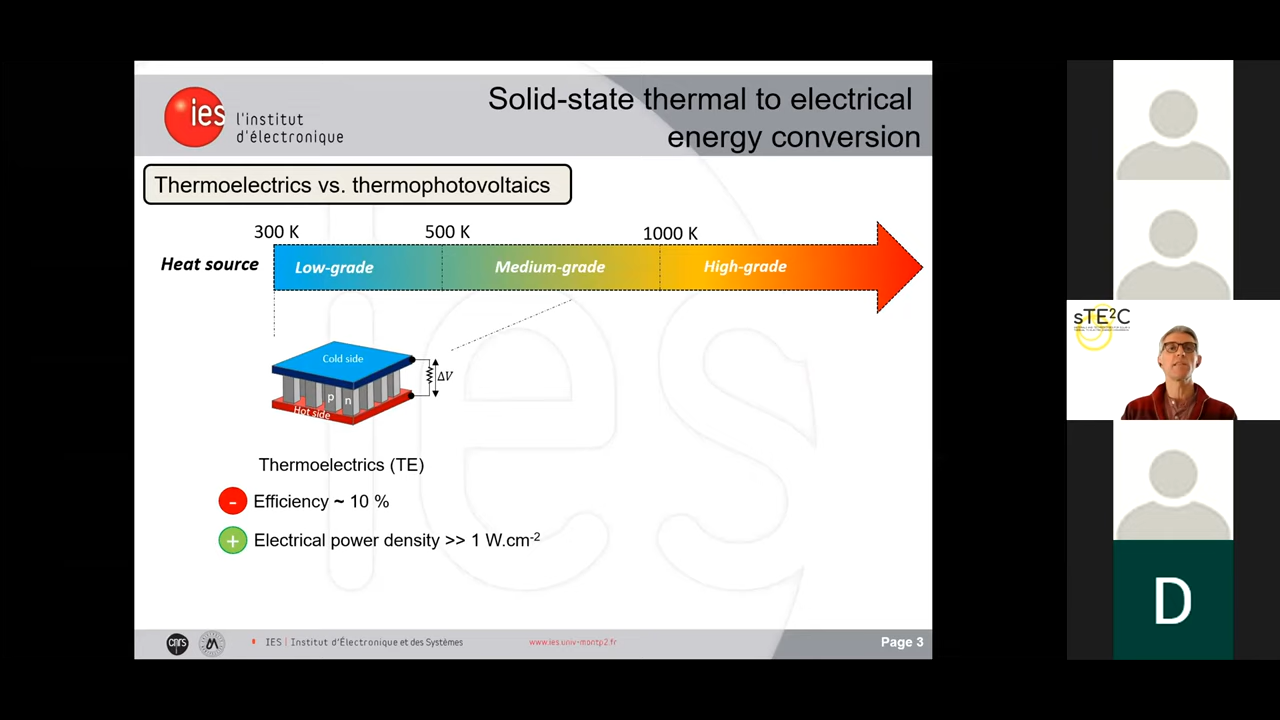 ies l'institut
d'électronique
Solid-state thermal to electrical
energy conversion
Thermoelectrics vs. thermophotovoltaics
300 K
500 K
1000 K
Heat source
Low-grade
Medium-grade
High-grade
Cold side
ΔV
p
n
Hot side
Thermoelectrics (TE)
- Efficiency ~ 10 %
+ Electrical power density >> 1 W.cm⁻²
cnrs
IES | Institut d'Électronique et des Systèmes
www.ies.univ-montp2.fr
Page 3
sTE²C
D